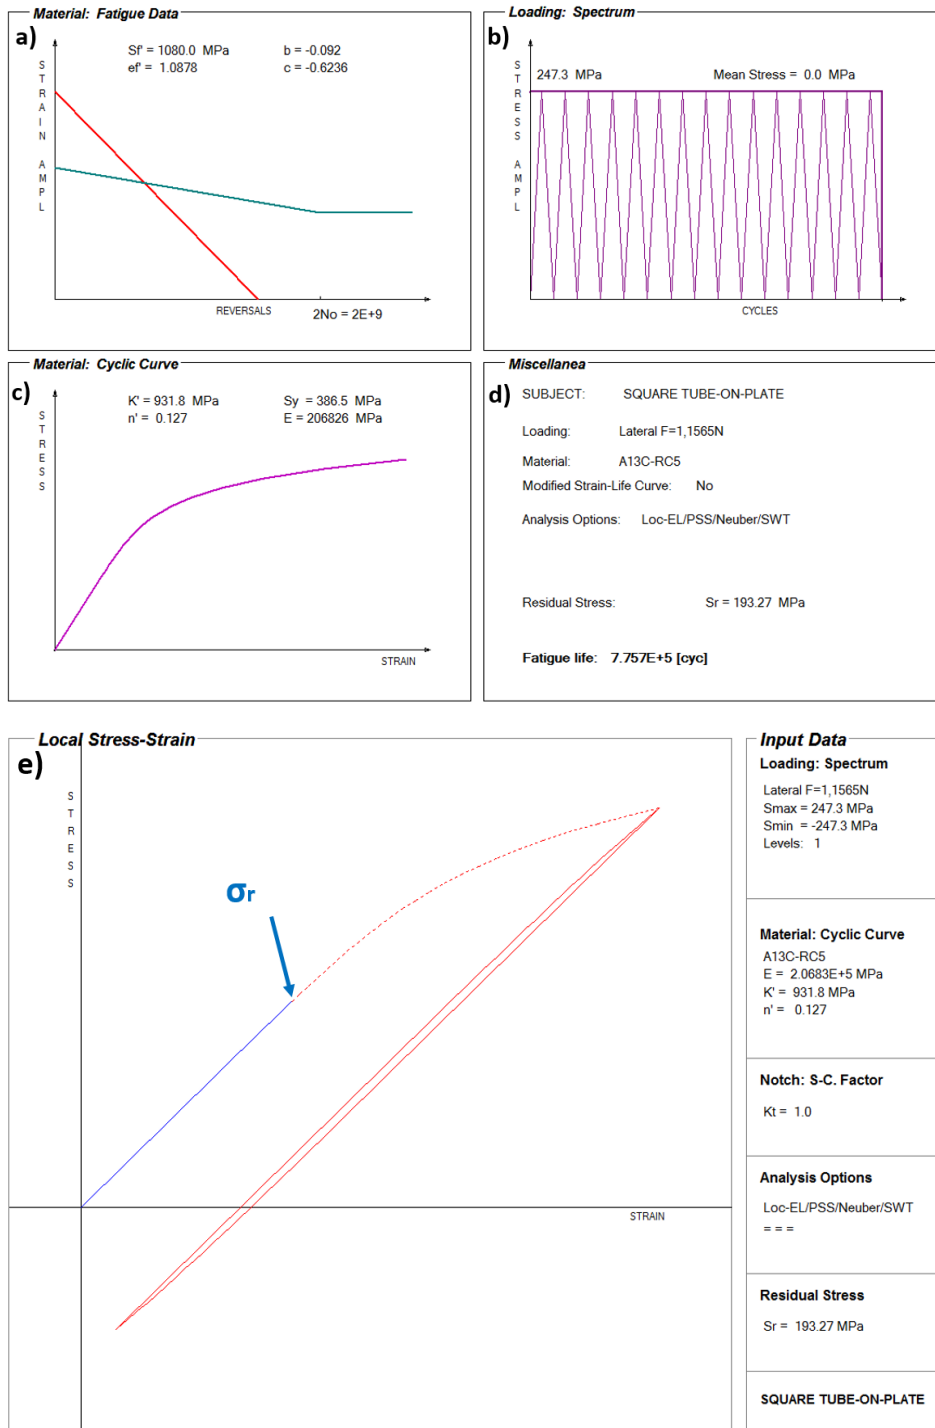 Material: Fatigue Data
a)
Sf' = 1080.0 MPa b = -0.092
ef' = 1.0878 c = -0.6236
STRAIN AMPL
REVERSALS
2No = 2E+9
Loading: Spectrum
b)
247.3 MPa Mean Stress = 0.0 MPa
STRESS AMPL
CYCLES
Material: Cyclic Curve
c)
K' = 931.8 MPa Sy = 386.5 MPa
n' = 0.127 E = 206826 MPa
STRESS
STRAIN
Miscellanea
d)
SUBJECT: SQUARE TUBE-ON-PLATE
Loading: Lateral F=1,1565N
Material: A13C-RC5
Modified Strain-Life Curve: No
Analysis Options: Loc-EL/PSS/Neuber/SWT
Residual Stress: Sr = 193.27 MPa
Fatigue life: 7.757E+5 [cyc]
Local Stress-Strain
e)
STRESS
σr
STRAIN
Input Data
Loading: Spectrum
Lateral F=1,1565N
Smax = 247.3 MPa
Smin = -247.3 MPa
Levels: 1
Material: Cyclic Curve
A13C-RC5
E = 2.0683E+5 MPa
K' = 931.8 MPa
n' = 0.127
Notch: S-C. Factor
Kt = 1.0
Analysis Options
Loc-EL/PSS/Neuber/SWT
= = =
Residual Stress
Sr = 193.27 MPa
SQUARE TUBE-ON-PLATE